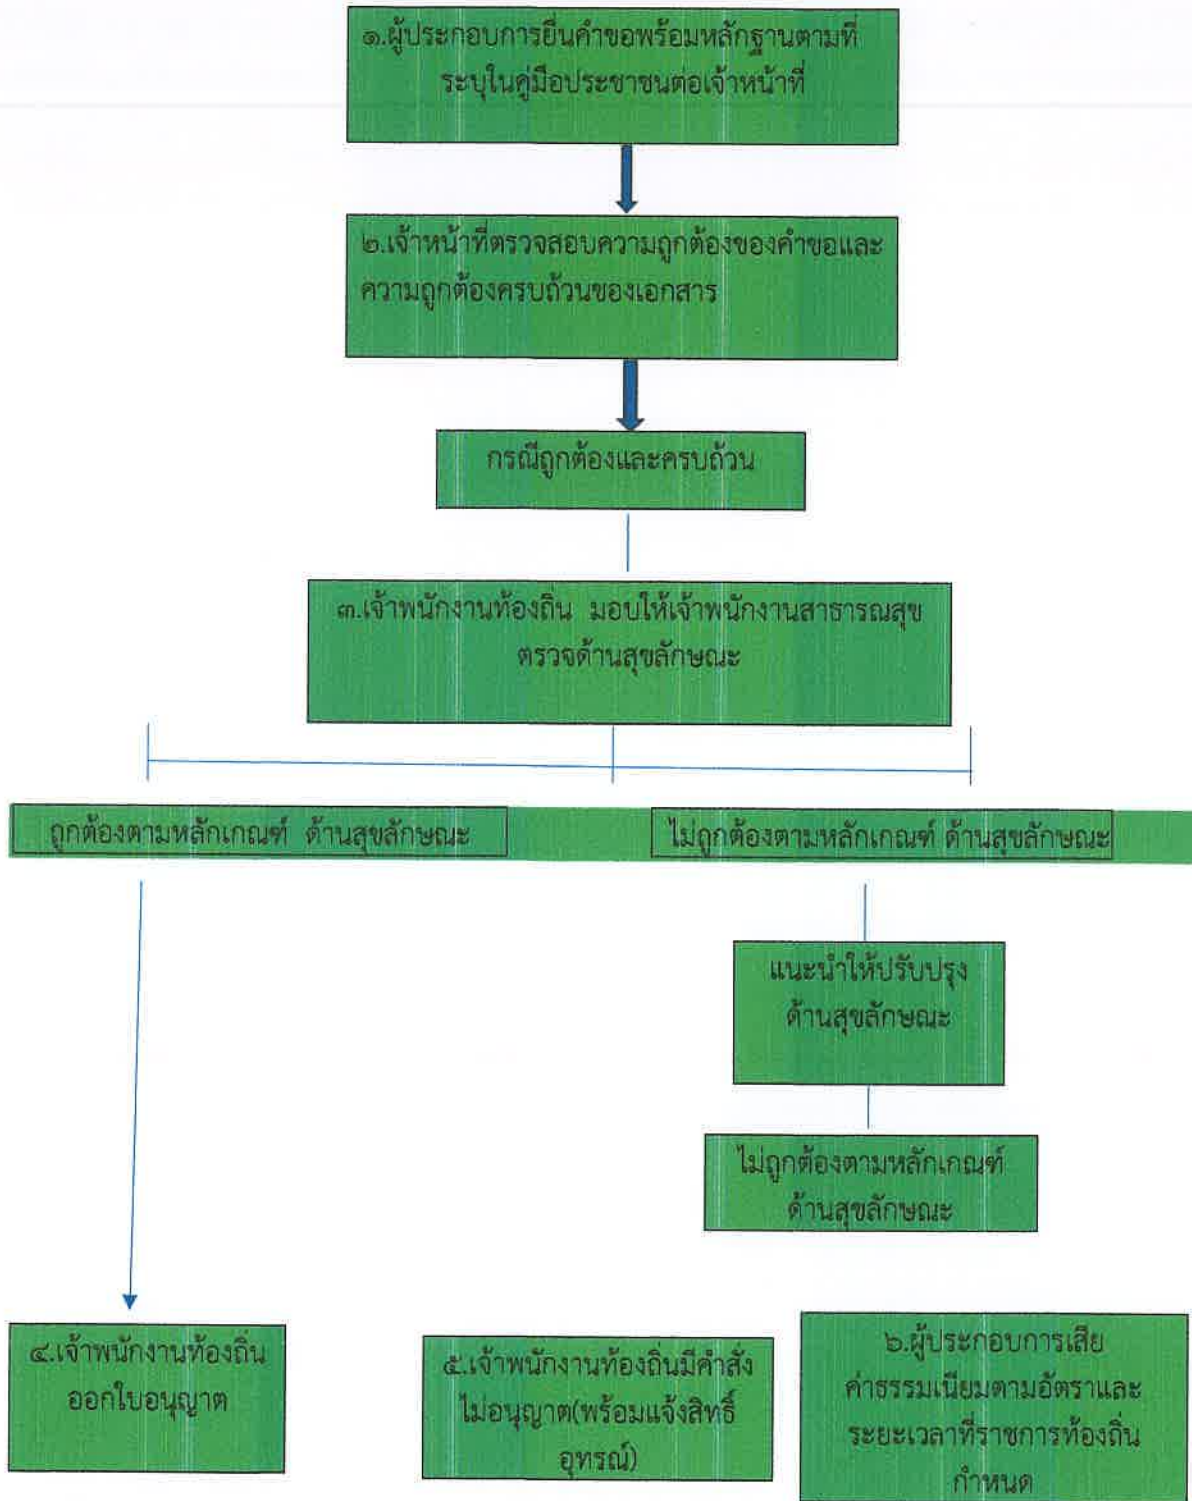 ๑.ผู้ประกอบการยื่นคำขอพร้อมหลักฐานตามที่
ระบุในคู่มือประชาชนต่อเจ้าหน้าที่
๒.เจ้าหน้าที่ตรวจสอบความถูกต้องของคำขอและ
ความถูกต้องครบถ้วนของเอกสาร
กรณีถูกต้องและครบถ้วน
๓.เจ้าพนักงานท้องถิ่น มอบให้เจ้าพนักงานสาธารณสุข
ตรวจด้านสุขลักษณะ
ถูกต้องตามหลักเกณฑ์ ด้านสุขลักษณะ
ไม่ถูกต้องตามหลักเกณฑ์ ด้านสุขลักษณะ
แนะนำให้ปรับปรุง
ด้านสุขลักษณะ
ไม่ถูกต้องตามหลักเกณฑ์
ด้านสุขลักษณะ
๔.เจ้าพนักงานท้องถิ่น
ออกใบอนุญาต
๕.เจ้าพนักงานท้องถิ่นมีคำสั่ง
ไม่อนุญาต(พร้อมแจ้งสิทธิ์
อุทรณ์)
๖.ผู้ประกอบการเสีย
ค่าธรรมเนียมตามอัตราและ
ระยะเวลาที่ราชการท้องถิ่น
กำหนด